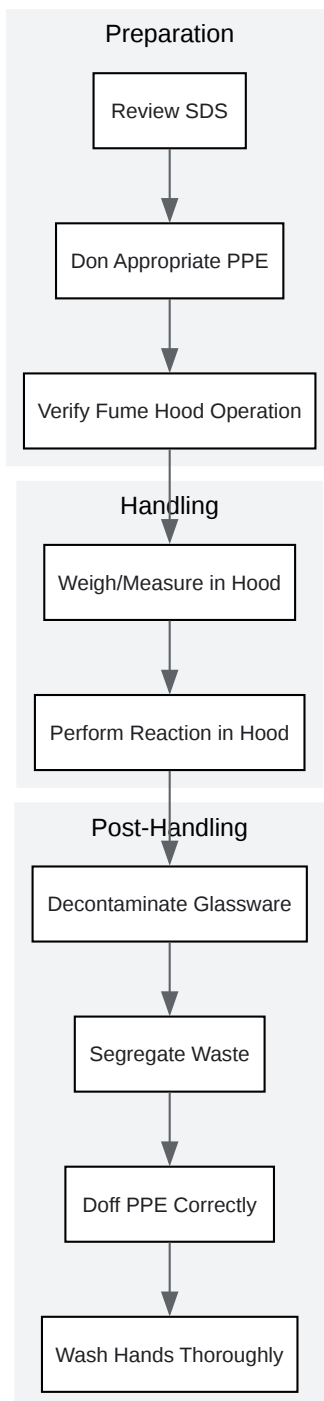 Preparation
Review SDS
Don Appropriate PPE
Verify Fume Hood Operation
Handling
Weigh/Measure in Hood
Perform Reaction in Hood
Post-Handling
Decontaminate Glassware
Segregate Waste
Doff PPE Correctly
Wash Hands Thoroughly